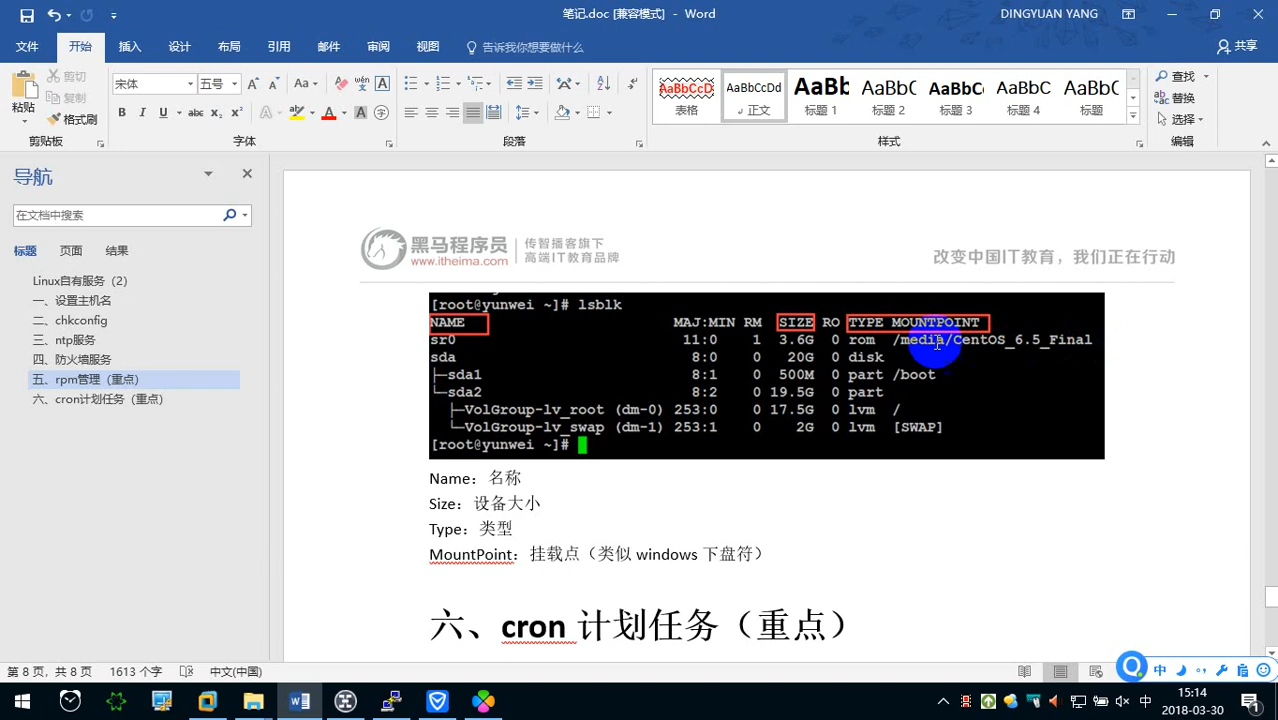 笔记.doc [兼容模式] - Word
DINGYUAN YANG
文件 开始 插入 设计 布局 引用 邮件 审阅 视图 告诉我你想要做什么 共享
剪切
复制
格式刷
粘贴
宋体 五号
AaBbCcD AaBbCcDd AaBb AaBbC AaBbC AaBbC AaBbC
表格 正文 标题 1 标题 2 标题 3 标题 4 标题
查找
替换
选择
剪贴板 字体 段落 样式 编辑
导航
在文档中搜索
标题 页面 结果
Linux自有服务（2）
一、设置主机名
二、chkconfig
三、ntp服务
四、防火墙服务
五、rpm管理（重点）
六、cron计划任务（重点）
黑马程序员
www.itheima.com
传智播客旗下
高端IT教育品牌
改变中国IT教育，我们正在行动
[root@yunwei ~]# lsblk
NAME MAJ:MIN RM SIZE RO TYPE MOUNTPOINT
sr0 11:0 1 3.6G 0 rom /media/CentOS_6.5_Final
sda 8:0 0 20G 0 disk
├─sda1 8:1 0 500M 0 part /boot
└─sda2 8:2 0 19.5G 0 part
├─VolGroup-lv_root (dm-0) 253:0 0 17.5G 0 lvm /
└─VolGroup-lv_swap (dm-1) 253:1 0 2G 0 lvm [SWAP]
[root@yunwei ~]#
Name：名称
Size：设备大小
Type：类型
MountPoint：挂载点（类似 windows 下盘符）
六、cron 计划任务（重点）
第 8 页，共 8 页 1613 个字 中文(中国)
中
中 15:14
2018-03-30